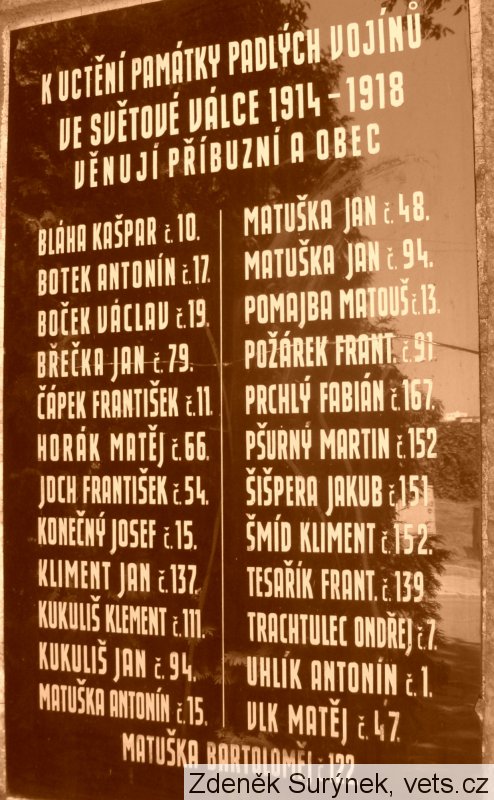 K UCTĚNÍ PAMÁTKY PADLÝCH VOJÍNŮ
VE SVĚTOVÉ VÁLCE 1914 - 1918
VĚNUJÍ PŘÍBUZNÍ A OBEC
BLÁHA KAŠPAR č. 10.
BOTEK ANTONÍN č. 17.
BOČEK VÁCLAV č. 19.
BŘEČKA JAN č. 79.
ČÁPEK FRANTIŠEK č. 11.
HORÁK MATĚJ č. 66.
JOCH FRANTIŠEK č. 54.
KONEČNÝ JOSEF č. 15.
KLIMENT JAN č. 137.
KUKULIŠ KLEMENT č. 111.
KUKULIŠ JAN č. 94.
MATUŠKA ANTONÍN č. 15.
MATUŠKA JAN č. 48.
MATUŠKA JAN č. 94.
POMAJBA MATOUŠ č. 13.
POŽÁREK FRANT. č. 91.
PRCHLÝ FABIÁN č. 167.
PŠURNÝ MARTIN č. 152
ŠIŠPERA JAKUB č. 151
ŠMÍD KLIMENT č. 152.
TESAŘÍK FRANT. č. 139
TRACHTULEC ONDŘEJ č. 7.
UHLÍK ANTONÍN č. 1.
VLK MATĚJ č. 47.
MATUŠKA BARTOLOMĚJ č.
Zdeněk Surýnek, vets.cz